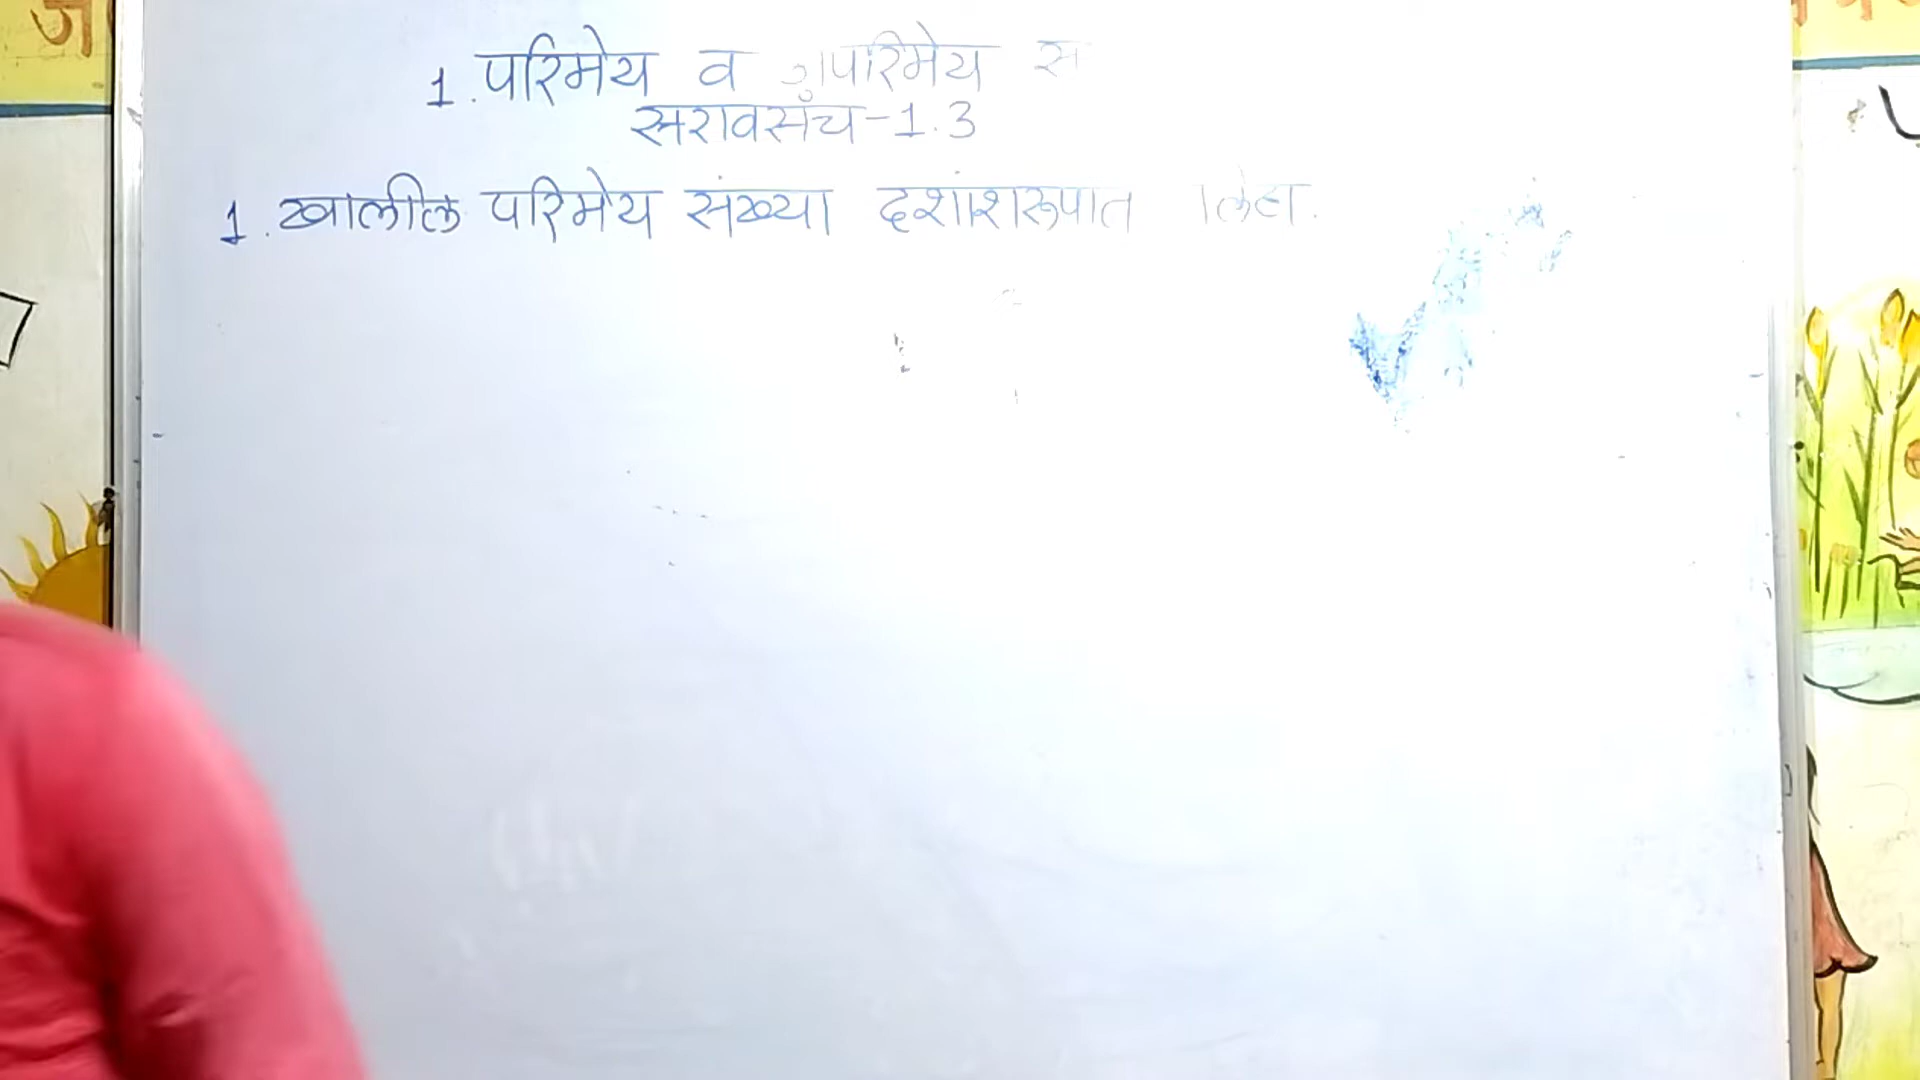 1. परिमेय व अपरिमेय स
सरावसंच-1.3
1. खालील परिमेय संख्या दशांशरूपात लिहा.